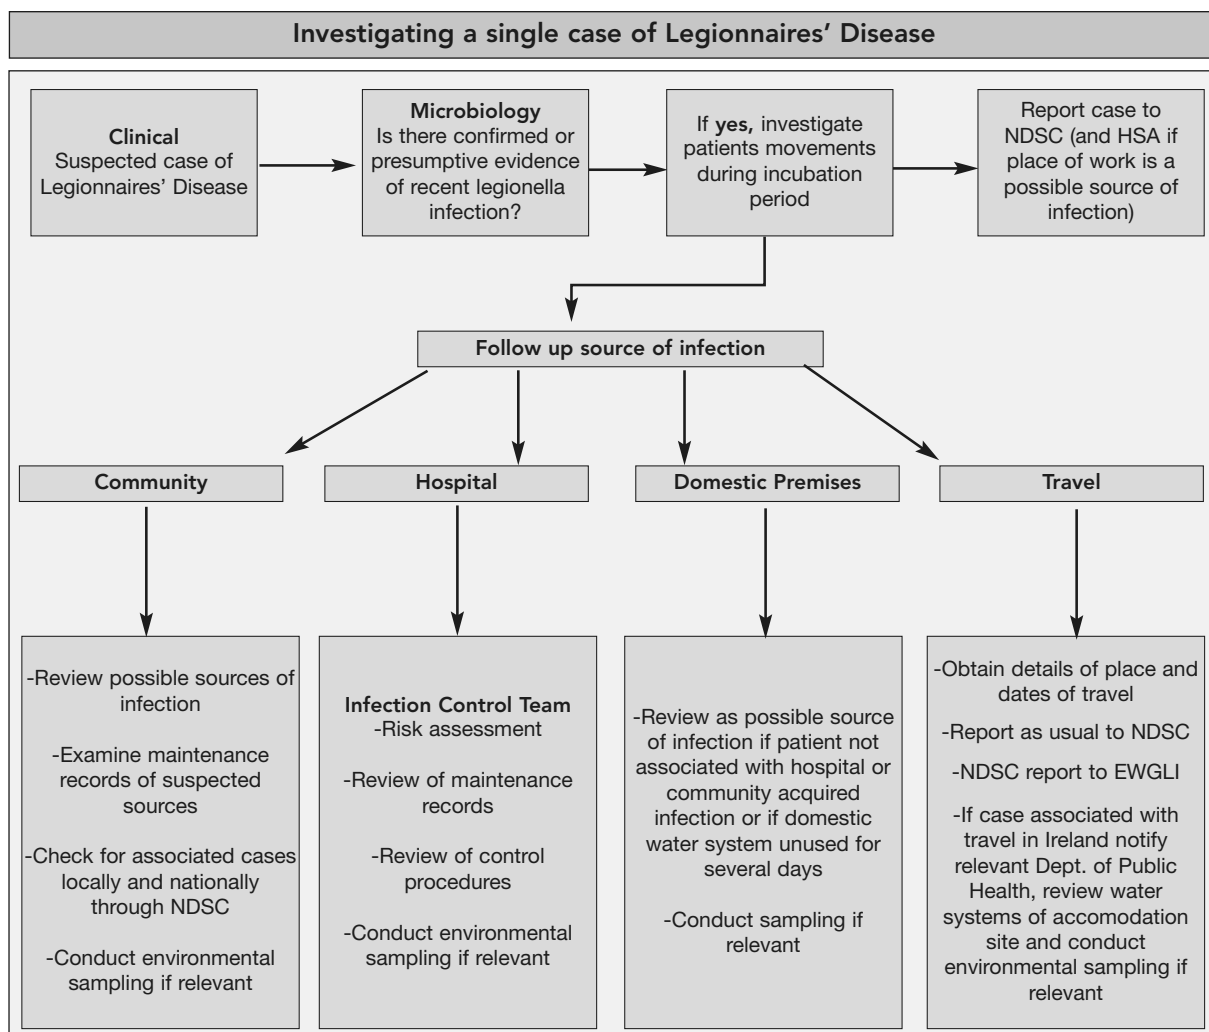 Investigating a single case of Legionnaires’ Disease
Clinical
Suspected case of
Legionnaires’ Disease
Microbiology
Is there confirmed or
presumptive evidence
of recent legionella
infection?
If yes, investigate
patients movements
during incubation
period
Report case to
NDSC (and HSA if
place of work is a
possible source of
infection)
Follow up source of infection
Community
Hospital
Domestic Premises
Travel
-Review possible sources of
infection
-Examine maintenance
records of suspected
sources
-Check for associated cases
locally and nationally
through NDSC
-Conduct environmental
sampling if relevant
Infection Control Team
-Risk assessment
-Review of maintenance
records
-Review of control
procedures
-Conduct environmental
sampling if relevant
-Review as possible source
of infection if patient not
associated with hospital or
community acquired
infection or if domestic
water system unused for
several days
-Conduct sampling if
relevant
-Obtain details of place and
dates of travel
-Report as usual to NDSC
-NDSC report to EWGLI
-If case associated with
travel in Ireland notify
relevant Dept. of Public
Health, review water
systems of accomodation
site and conduct
environmental sampling if
relevant